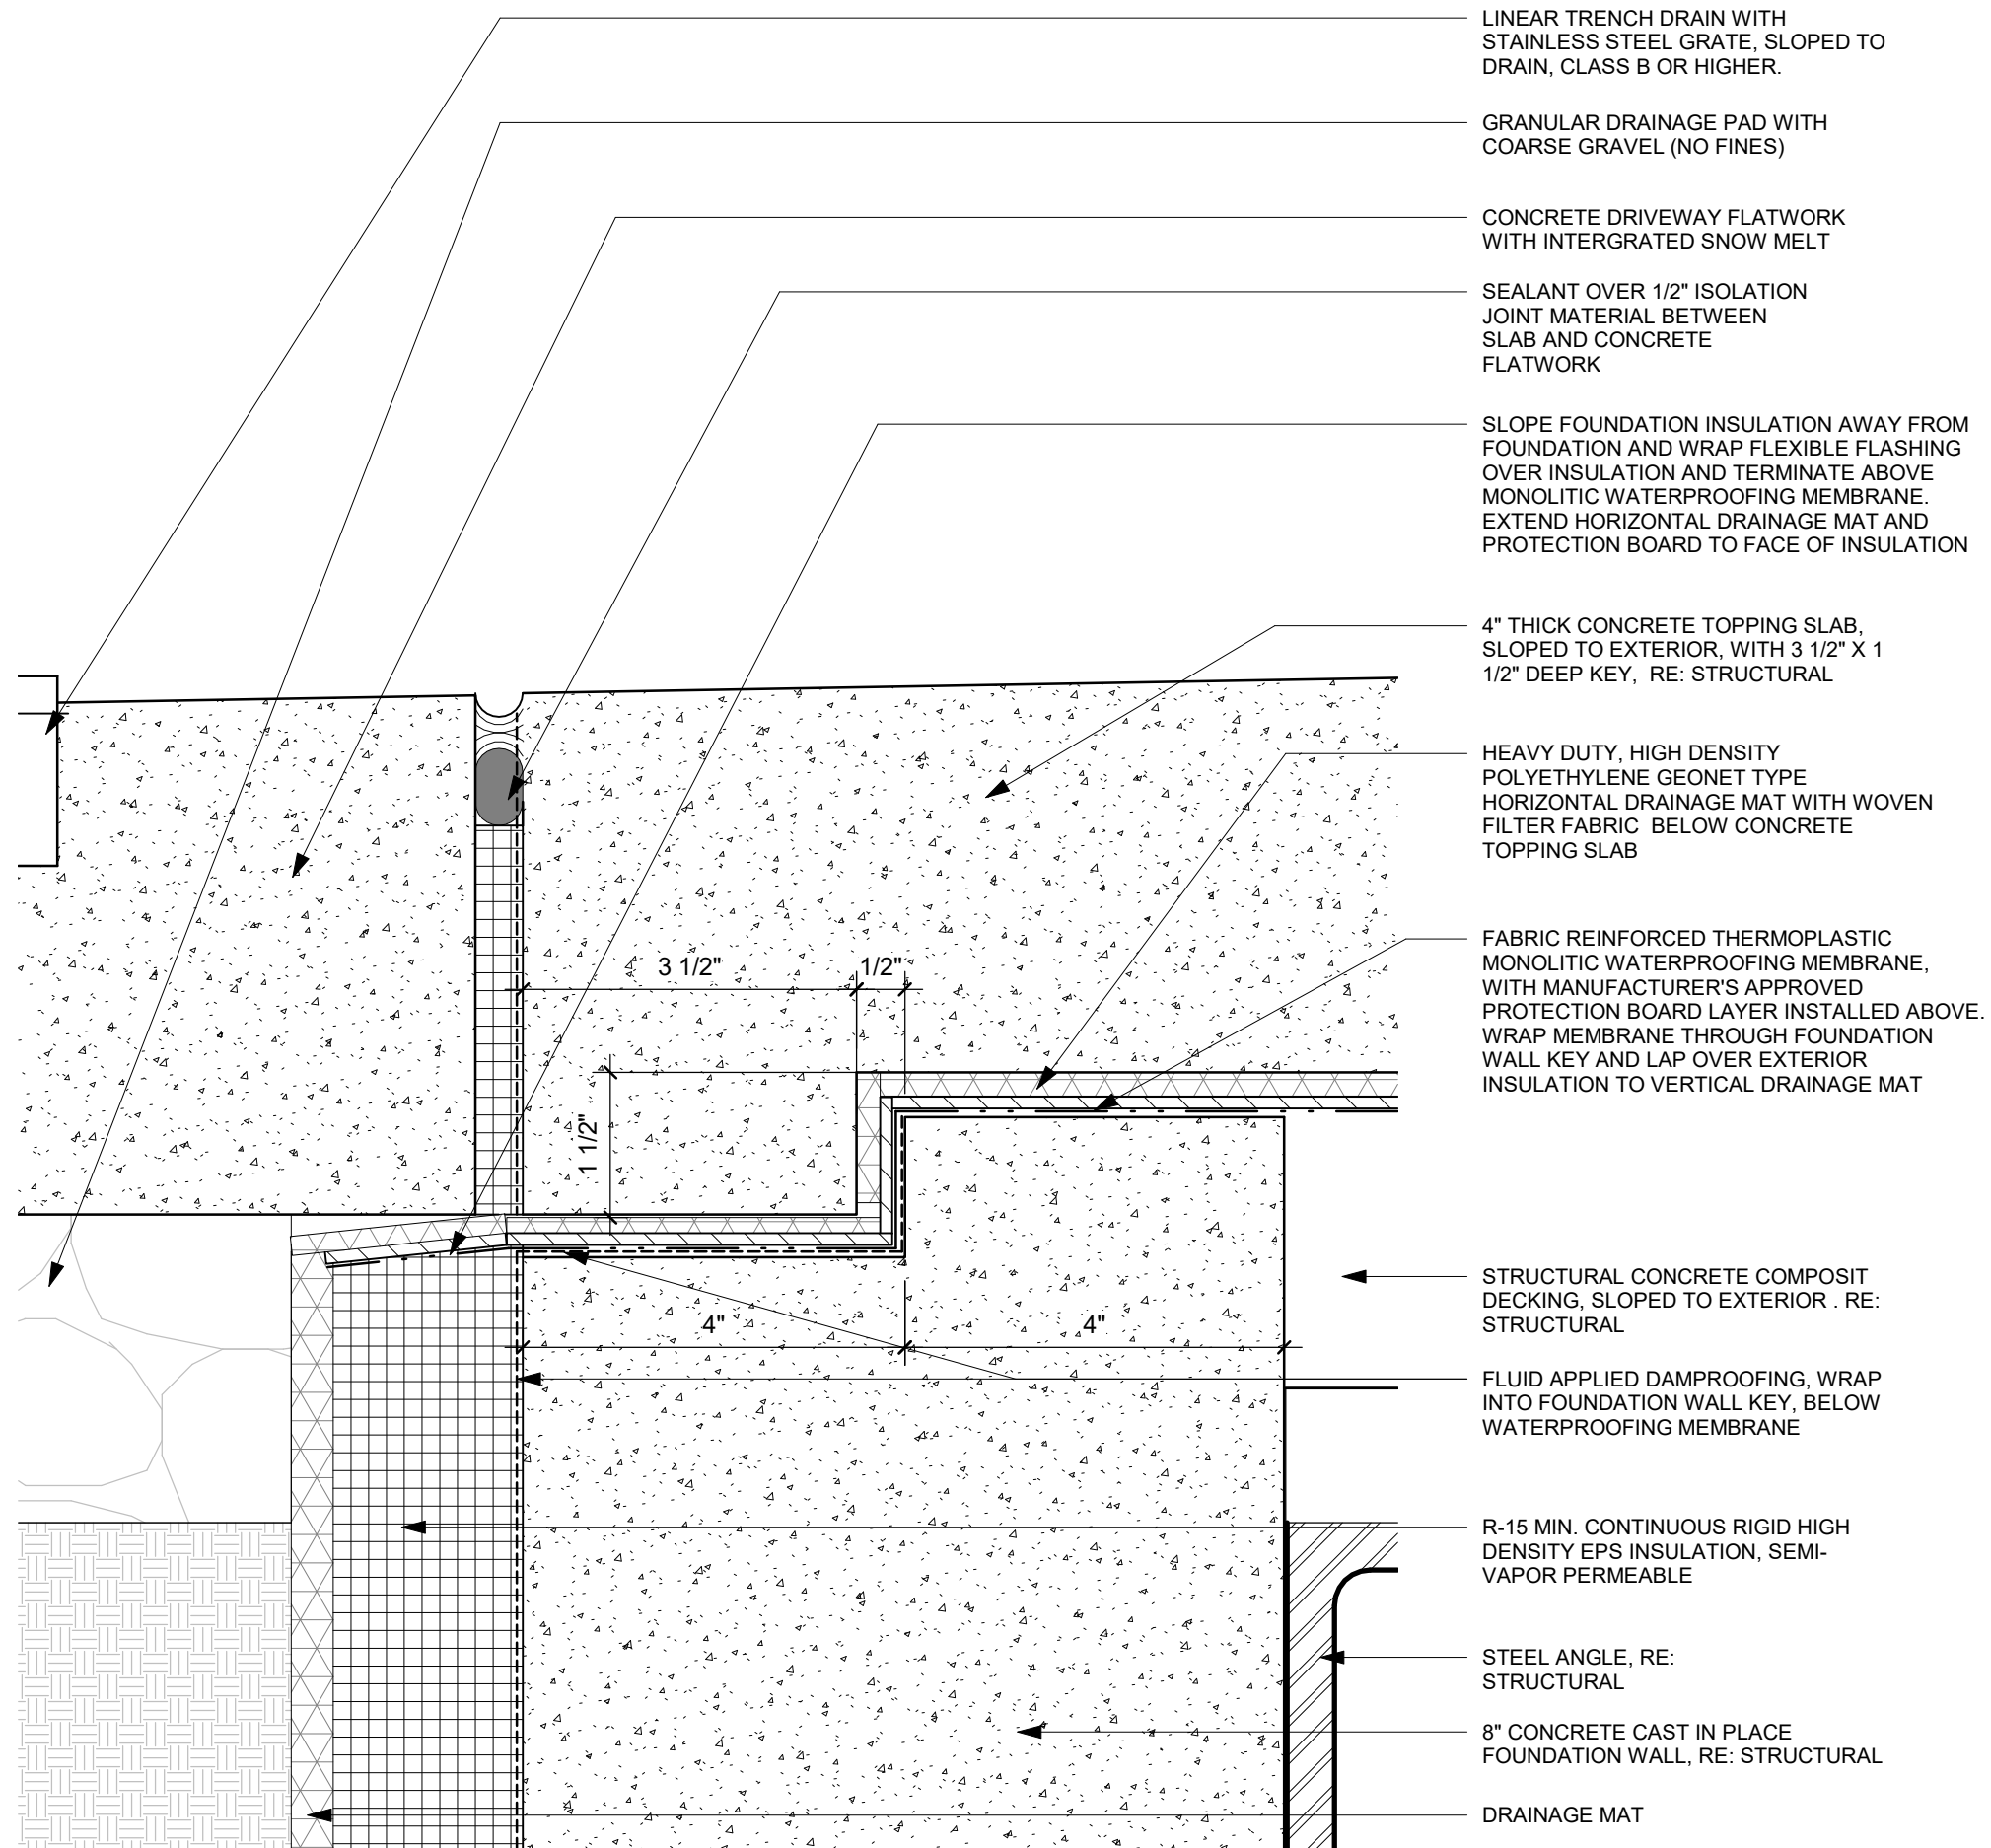 LINEAR TRENCH DRAIN WITH
STAINLESS STEEL GRATE, SLOPED TO
DRAIN, CLASS B OR HIGHER.
GRANULAR DRAINAGE PAD WITH
COARSE GRAVEL (NO FINES)
CONCRETE DRIVEWAY FLATWORK
WITH INTERGRATED SNOW MELT
SEALANT OVER 1/2" ISOLATION
JOINT MATERIAL BETWEEN
SLAB AND CONCRETE
FLATWORK
SLOPE FOUNDATION INSULATION AWAY FROM
FOUNDATION AND WRAP FLEXIBLE FLASHING
OVER INSULATION AND TERMINATE ABOVE
MONOLITIC WATERPROOFING MEMBRANE.
EXTEND HORIZONTAL DRAINAGE MAT AND
PROTECTION BOARD TO FACE OF INSULATION
4" THICK CONCRETE TOPPING SLAB,
SLOPED TO EXTERIOR, WITH 3 1/2" X 1
1/2" DEEP KEY, RE: STRUCTURAL
HEAVY DUTY, HIGH DENSITY
POLYETHYLENE GEONET TYPE
HORIZONTAL DRAINAGE MAT WITH WOVEN
FILTER FABRIC BELOW CONCRETE
TOPPING SLAB
FABRIC REINFORCED THERMOPLASTIC
MONOLITIC WATERPROOFING MEMBRANE,
WITH MANUFACTURER'S APPROVED
PROTECTION BOARD LAYER INSTALLED ABOVE.
WRAP MEMBRANE THROUGH FOUNDATION
WALL KEY AND LAP OVER EXTERIOR
INSULATION TO VERTICAL DRAINAGE MAT
3 1/2"
1/2"
1 1/2"
4"
4"
STRUCTURAL CONCRETE COMPOSIT
DECKING, SLOPED TO EXTERIOR . RE:
STRUCTURAL
FLUID APPLIED DAMPROOFING, WRAP
INTO FOUNDATION WALL KEY, BELOW
WATERPROOFING MEMBRANE
R-15 MIN. CONTINUOUS RIGID HIGH
DENSITY EPS INSULATION, SEMI-
VAPOR PERMEABLE
STEEL ANGLE, RE:
STRUCTURAL
8" CONCRETE CAST IN PLACE
FOUNDATION WALL, RE: STRUCTURAL
DRAINAGE MAT